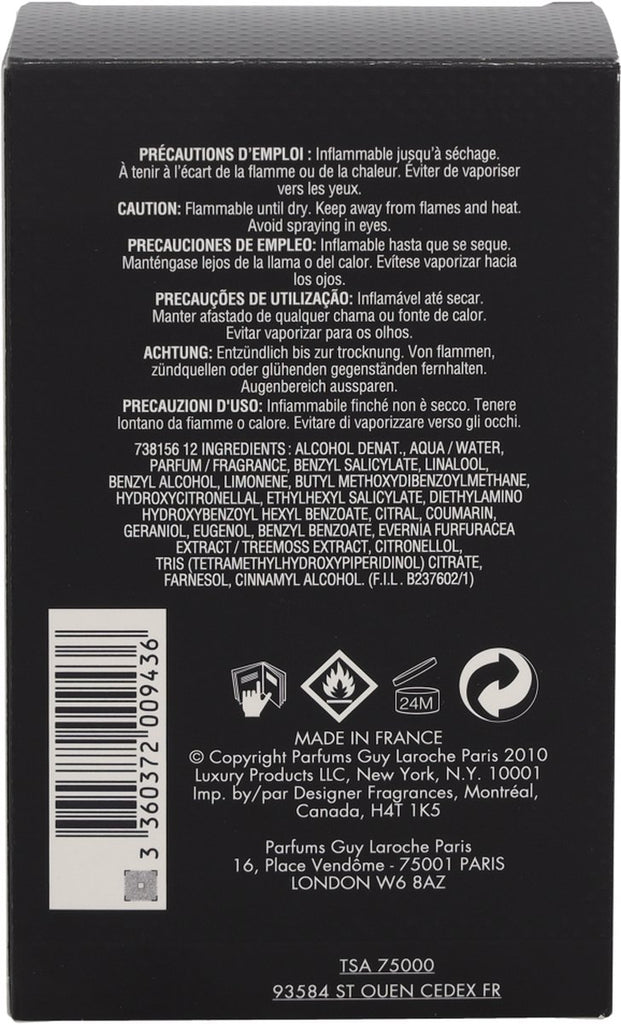 PRÉCAUTIONS D'EMPLOI : Inflammable jusqu'à séchage.
À tenir à l'écart de la flamme ou de la chaleur. Éviter de vaporiser
vers les yeux.
CAUTION: Flammable until dry. Keep away from flames and heat.
Avoid spraying in eyes.
PRECAUCIONES DE EMPLEO: Inflamable hasta que se seque.
Manténgase lejos de la llama o del calor. Evítese vaporizar hacia
los ojos.
PRECAUÇÕES DE UTILIZAÇÃO: Inflamável até secar.
Manter afastado de qualquer chama ou fonte de calor.
Evitar vaporizar para os olhos.
ACHTUNG: Entzündlich bis zur trocknung. Von flammen,
zündquellen oder glühenden gegenständen fernhalten.
Augenbereich aussparen.
PRECAUZIONI D'USO: Infiammabile finché non è secco. Tenere
lontano da fiamme o calore. Evitare di vaporizzare verso gli occhi.
738156 12 INGREDIENTS : ALCOHOL DENAT., AQUA / WATER,
PARFUM / FRAGRANCE, BENZYL SALICYLATE, LINALOOL,
BENZYL ALCOHOL, LIMONENE, BUTYL METHOXYDIBENZOYLMETHANE,
HYDROXYCITRONELLAL, ETHYLHEXYL SALICYLATE, DIETHYLAMINO
HYDROXYBENZOYL HEXYL BENZOATE, CITRAL, COUMARIN,
GERANIOL, EUGENOL, BENZYL BENZOATE, EVERNIA FURFURACEA
EXTRACT / TREEMOSS EXTRACT, CITRONELLOL,
TRIS (TETRAMETHYLHYDROXYPIPERIDINOL) CITRATE,
FARNESOL, CINNAMYL ALCOHOL. (F.I.L. B237602/1)
3 360372 009436
24M
MADE IN FRANCE
© Copyright Parfums Guy Laroche Paris 2010
Luxury Products LLC, New York, N.Y. 10001
Imp. by/par Designer Fragrances, Montréal,
Canada, H4T 1K5
Parfums Guy Laroche Paris
16, Place Vendôme - 75001 PARIS
LONDON W6 8AZ
TSA 75000
93584 ST OUEN CEDEX FR